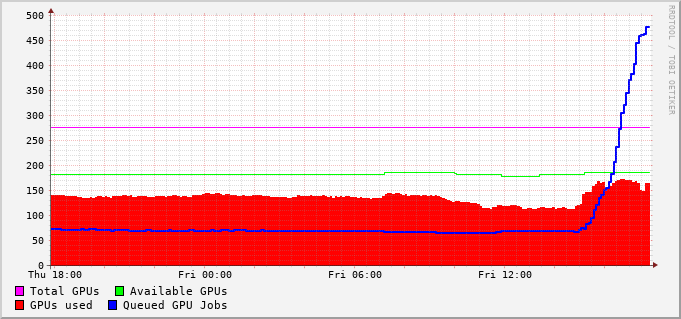 500
450
400
350
300
250
200
150
100
50
0
Thu 18:00 Fri 00:00 Fri 06:00 Fri 12:00
Total GPUs Available GPUs
GPUs used Queued GPU Jobs
RRDTOOL / TOBI OETIKER